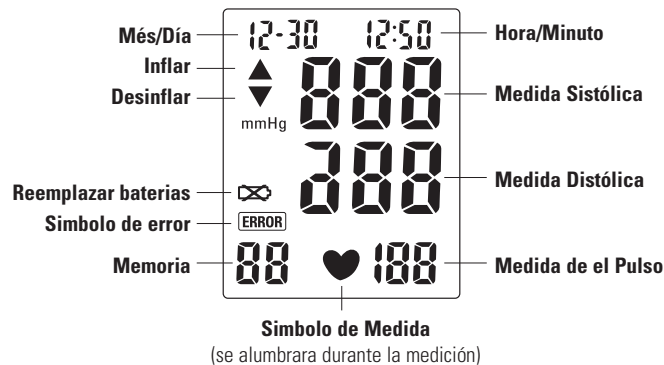 Més/Día
12-30
12:50
Hora/Minuto
Inflar
Desinflar
888
Medida Sistólica
mmHg
288
Medida Distólica
Reemplazar baterias
Simbolo de error
ERROR
Memoria
88
188
Medida de el Pulso
Simbolo de Medida
(se alumbrara durante la medición)